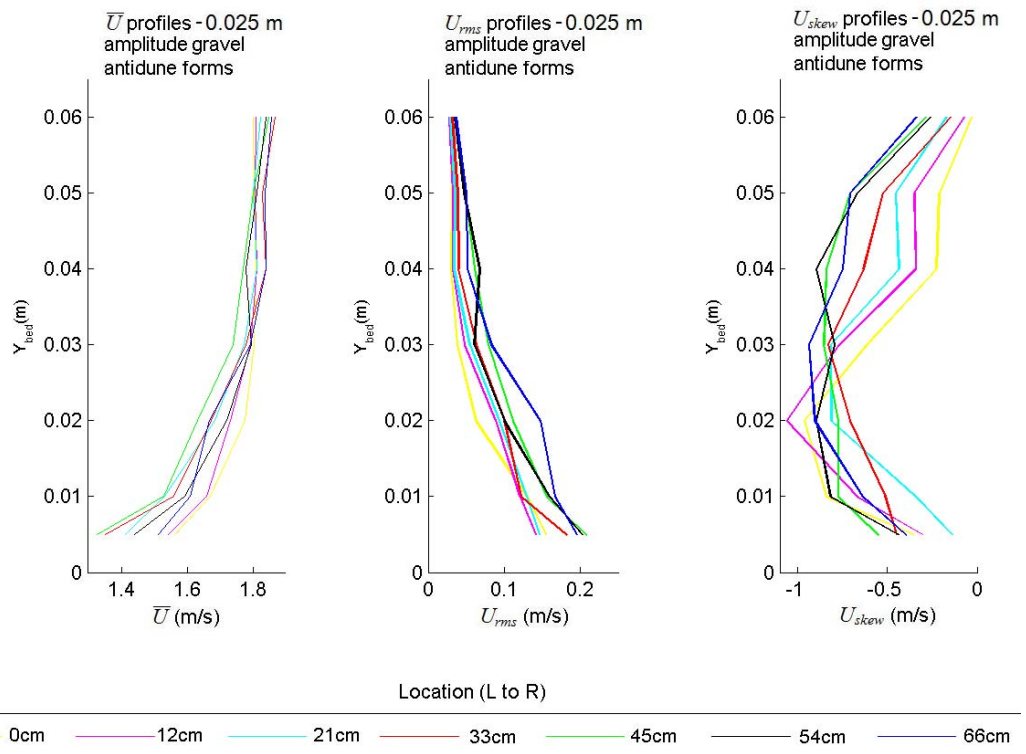 U̅ profiles - 0.025 m
amplitude gravel
antidune forms
0.06
0.05
0.04
0.03
0.02
0.01
0
Y_bed(m)
1.4 1.6 1.8
U̅ (m/s)
U_rms profiles - 0.025 m
amplitude gravel
antidune forms
0.06
0.05
0.04
0.03
0.02
0.01
0
Y_bed(m)
0 0.1 0.2
U_rms (m/s)
U_skew profiles - 0.025 m
amplitude gravel
antidune forms
0.06
0.05
0.04
0.03
0.02
0.01
0
Y_bed(m)
-1 -0.5 0
U_skew (m/s)
Location (L to R)
0cm 12cm 21cm 33cm 45cm 54cm 66cm